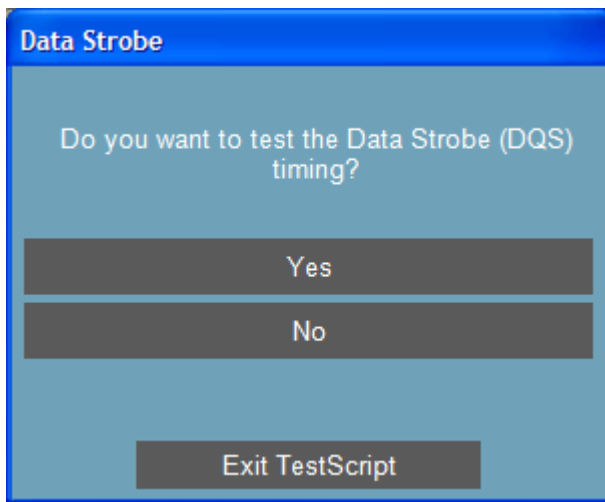 Data Strobe
Do you want to test the Data Strobe (DQS)
timing?
Yes
No
Exit TestScript